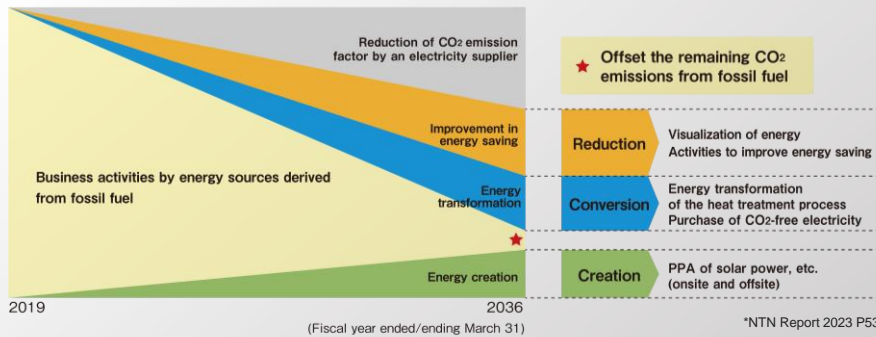 Reduction of CO2 emission
factor by an electricity supplier
★ Offset the remaining CO2
emissions from fossil fuel
Improvement in
energy saving
Reduction
Visualization of energy
Activities to improve energy saving
Business activities by energy sources derived
from fossil fuel
Energy
transformation
Conversion
Energy transformation
of the heat treatment process
Purchase of CO2-free electricity
★
Energy creation
Creation
PPA of solar power, etc.
(onsite and offsite)
2019
2036
(Fiscal year ended/ending March 31)
*NTN Report 2023 P53